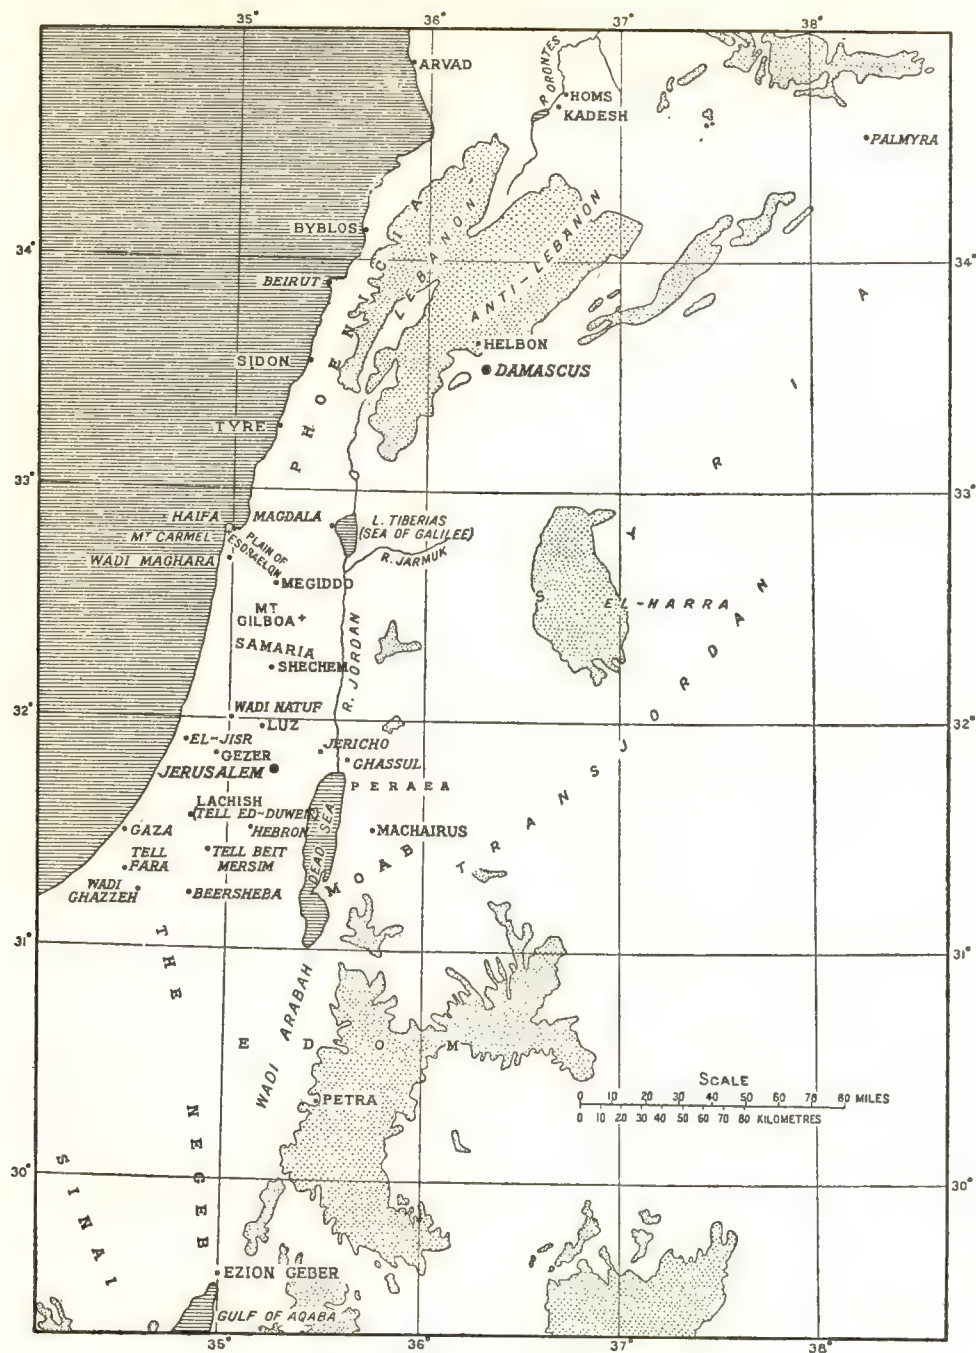 35°
36°
37°
38°
ARVAD
R. ORONTES
HOMS
KADESH
PALMYRA
BYBLOS
34°
34°
BEIRUT
PHOENICIA
LEBANON
ANTI-LEBANON
HELBON
DAMASCUS
SIDON
TYRE
33°
33°
SYRIA
HAIFA
MAGDALA
L. TIBERIAS
(SEA OF GALILEE)
MT CARMEL
PLAIN OF
ESDRAELON
R. JARMUK
WADI MAGHARA
MEGIDDO
MT
GILBOA
EL-HARRA
SAMARIA
SHECHEM
R. JORDAN
TRANSJORDAN
32°
32°
WADI NATUF
LUZ
EL-JISR
GEZER
JERICHO
GHASSUL
JERUSALEM
PERAEA
LACHISH
(TELL ED-DUWEIR)
DEAD SEA
GAZA
HEBRON
MACHAIRUS
TELL
FARA
TELL BEIT
MERSIM
MOAB
WADI
GHAZZEH
BEERSHEBA
31°
31°
THE NEGEB
WADI ARABAH
EDOM
SCALE
0 10 20 30 40 50 60 70 80 MILES
0 10 20 30 40 50 60 70 80 KILOMETRES
PETRA
30°
30°
SINAI
EZION GEBER
GULF OF AQABA
35°
36°
37°
38°